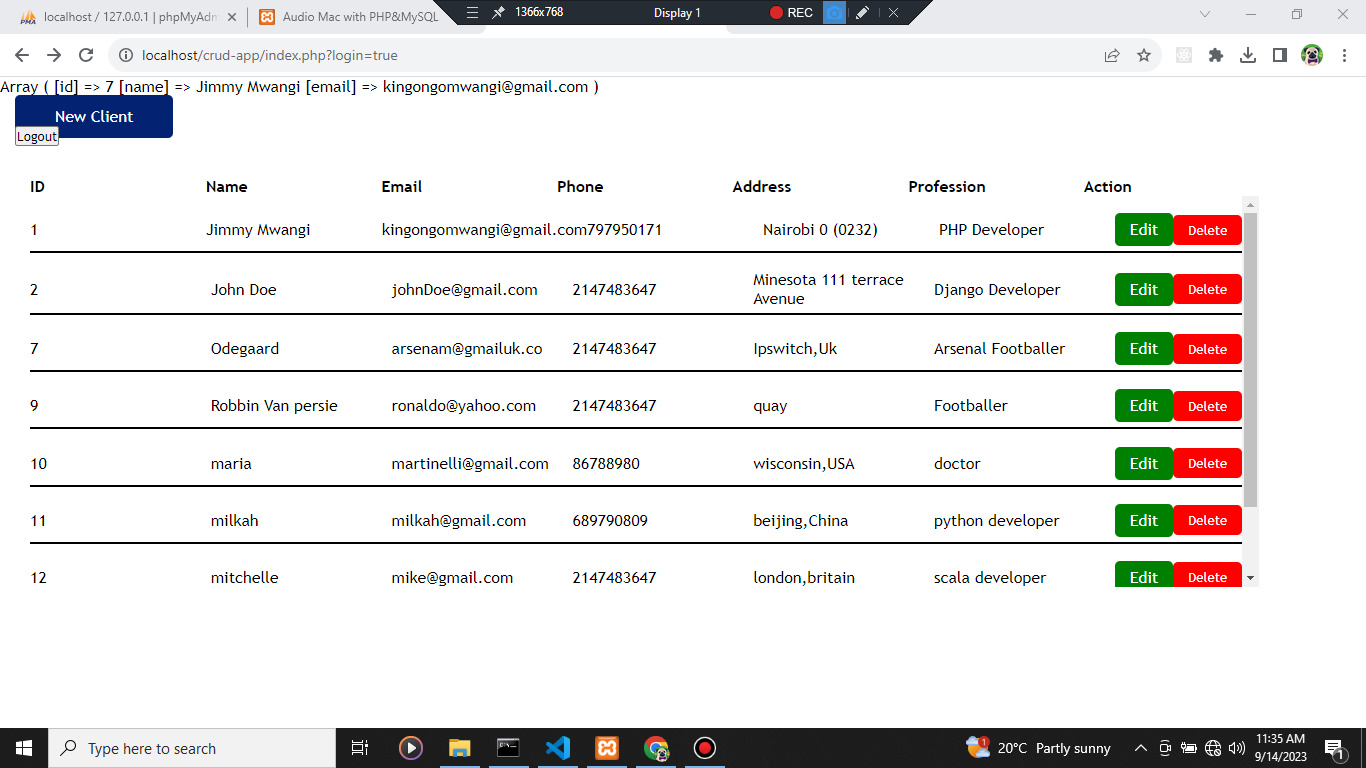 localhost / 127.0.0.1 | phpMyAdm
Audio Mac with PHP&MySQL
1366x768
Display 1
REC
localhost/crud-app/index.php?login=true
Array ( [id] => 7 [name] => Jimmy Mwangi [email] => kingongomwangi@gmail.com )
New Client
Logout
ID Name Email Phone Address Profession Action
1 Jimmy Mwangi kingongomwangi@gmail.com797950171 Nairobi 0 (0232) PHP Developer Edit Delete
2 John Doe johnDoe@gmail.com 2147483647 Minesota 111 terrace Django Developer Edit Delete
Avenue
7 Odegaard arsenam@gmailuk.co 2147483647 Ipswitch,Uk Arsenal Footballer Edit Delete
9 Robbin Van persie ronaldo@yahoo.com 2147483647 quay Footballer Edit Delete
10 maria martinelli@gmail.com 86788980 wisconsin,USA doctor Edit Delete
11 milkah milkah@gmail.com 689790809 beijing,China python developer Edit Delete
12 mitchelle mike@gmail.com 2147483647 london,britain scala developer Edit Delete
Type here to search
1
20°C Partly sunny
11:35 AM
9/14/2023
1